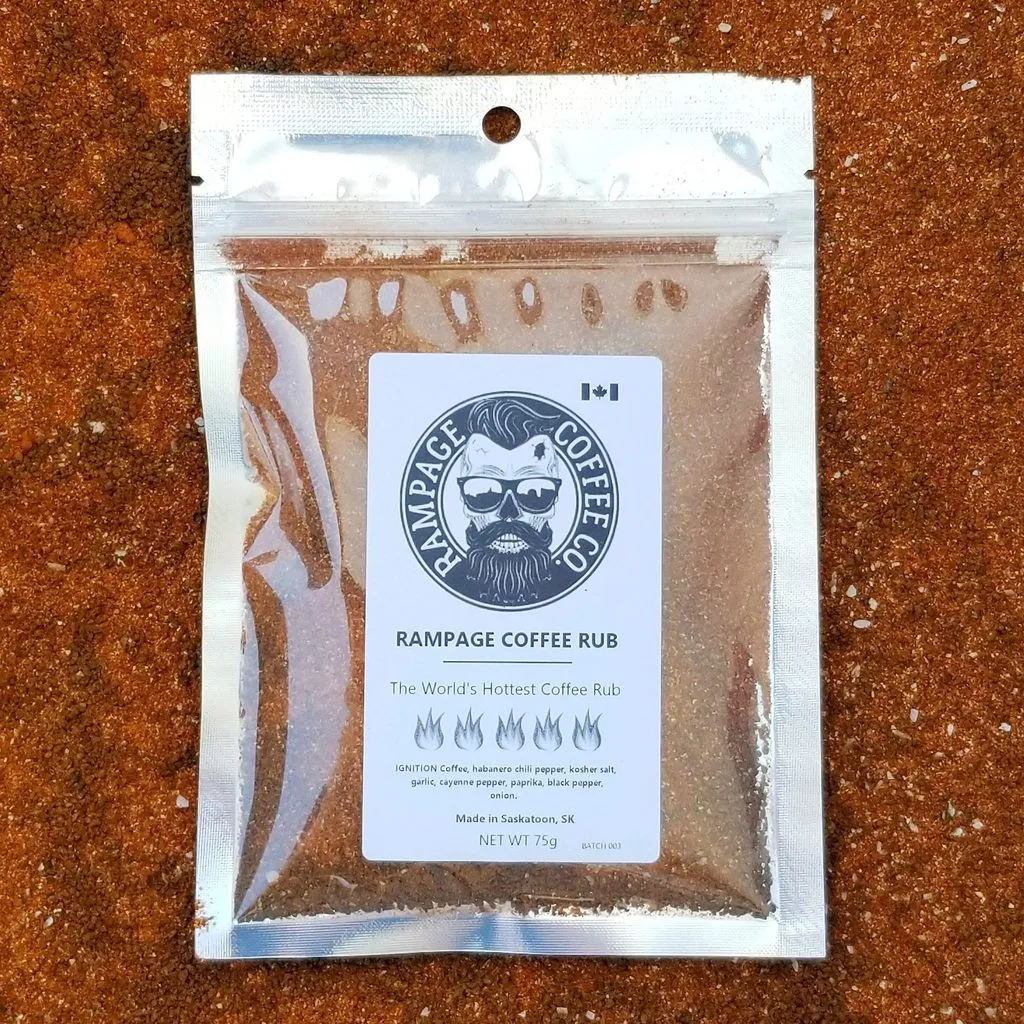 RAMPAGE COFFEE CO.
RAMPAGE COFFEE RUB
The World's Hottest Coffee Rub
IGNITION Coffee, habanero chili pepper, kosher salt,
garlic, cayenne pepper, paprika, black pepper,
onion.
Made in Saskatoon, SK
NET WT 75g
BATCH 003